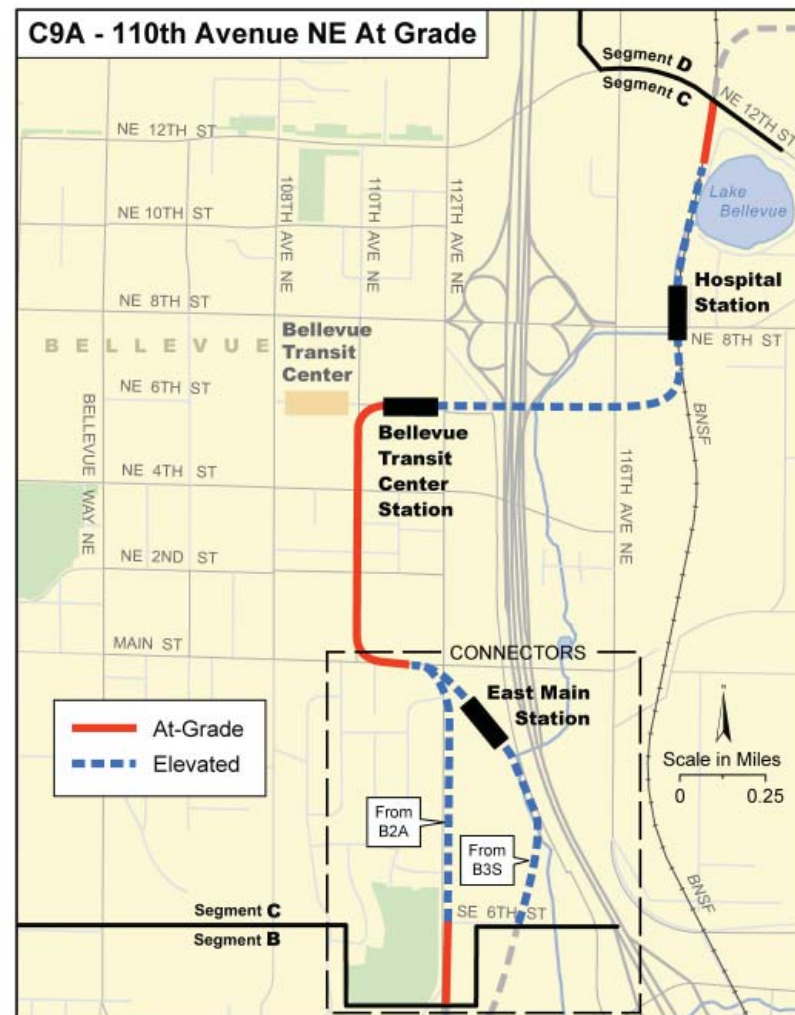 C9A - 110th Avenue NE At Grade
Segment D
Segment C
NE 12TH ST
NE 12TH ST
108TH AVE NE
110TH AVE NE
112TH AVE NE
Lake
Bellevue
NE 10TH ST
Hospital
Station
NE 8TH ST
NE 8TH ST
BELLEVUE
Bellevue
Transit
Center
NE 6TH ST
BELLEVUE
WAY NE
Bellevue
Transit
Center
Station
BNSF
NE 4TH ST
116TH AVE NE
NE 2ND ST
MAIN ST
CONNECTORS
East Main
Station
At-Grade
Elevated
N
Scale in Miles
0 0.25
From
B2A
From
B3S
BNSF
Segment C
Segment B
SE 6TH ST